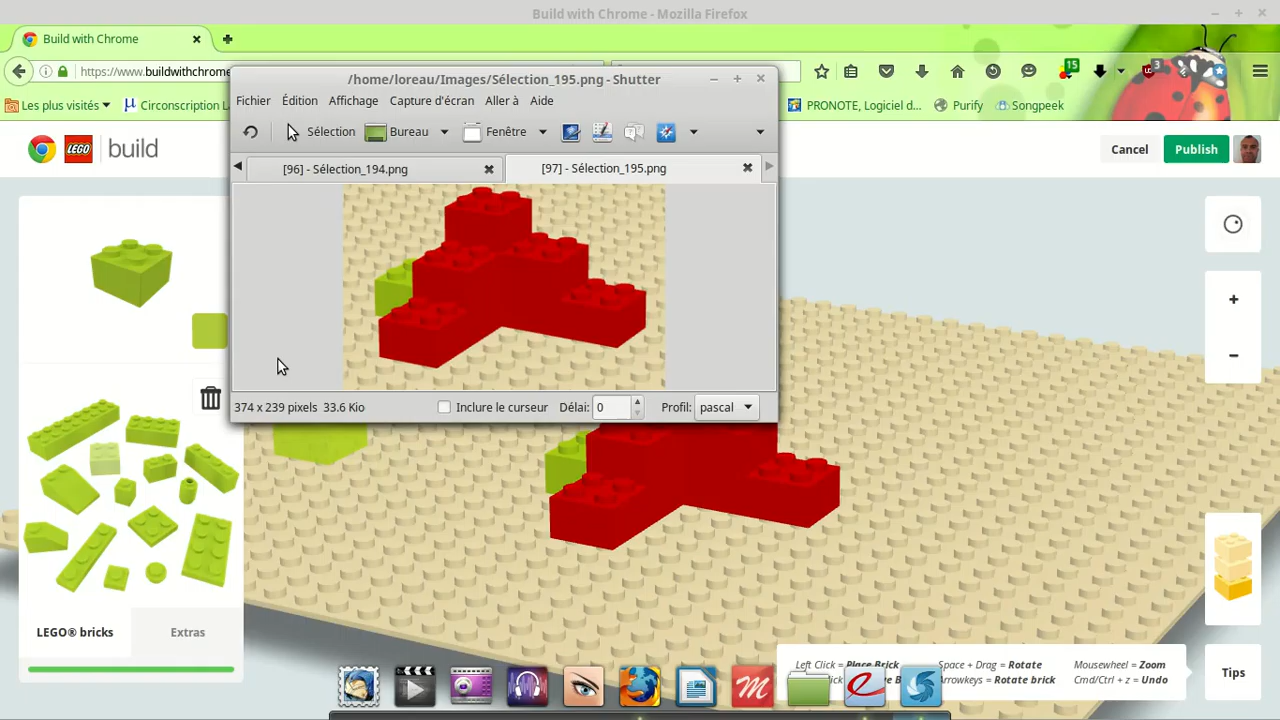 Build with Chrome - Mozilla Firefox
Build with Chrome
https://www.buildwithchrome
15
3
Les plus visités
Circonscription
PRONOTE, Logiciel d...
Purify
Songpeek
LEGO
build
Cancel
Publish
/home/loreau/Images/Sélection_195.png - Shutter
Fichier Édition Affichage Capture d'écran Aller à Aide
Sélection Bureau Fenêtre
[96] - Sélection_194.png
[97] - Sélection_195.png
374 x 239 pixels 33.6 Kio
Inclure le curseur
Délai: 0
Profil: pascal
+
−
LEGO® bricks
Extras
Left Click = Place Brick
Space + Drag = Rotate
Mousewheel = Zoom
Arrowkeys = Rotate brick
Cmd/Ctrl + z = Undo
Tips